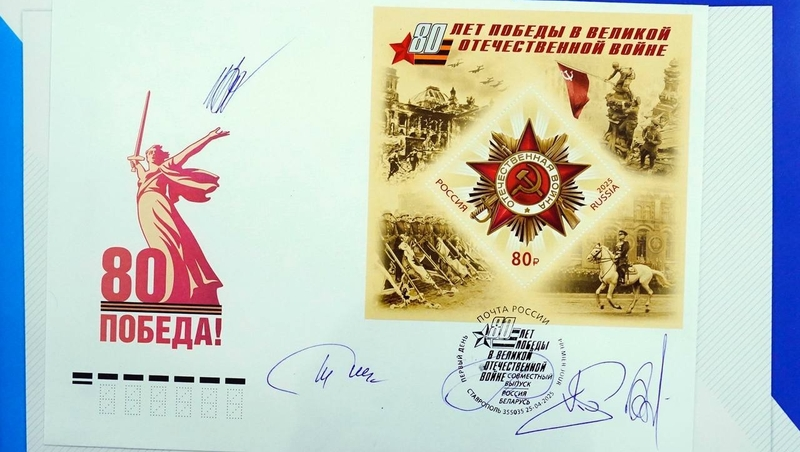 80 ЛЕТ ПОБЕДЫ В ВЕЛИКОЙ
ОТЕЧЕСТВЕННОЙ ВОЙНЕ
ОТЕЧЕСТВЕННАЯ ВОЙНА
РОССИЯ
2025
RUSSIA
80₽
80
ПОБЕДА!
ПОЧТА РОССИИ
ПЕРВЫЙ ДЕНЬ
80 ЛЕТ
ПОБЕДЫ
В ВЕЛИКОЙ
ОТЕЧЕСТВЕННОЙ
ВОЙНЕ СОВМЕСТНЫЙ
ВЫПУСК
РОССИЯ
БЕЛАРУСЬ
СТАВРОПОЛЬ 355035 25-04-2025